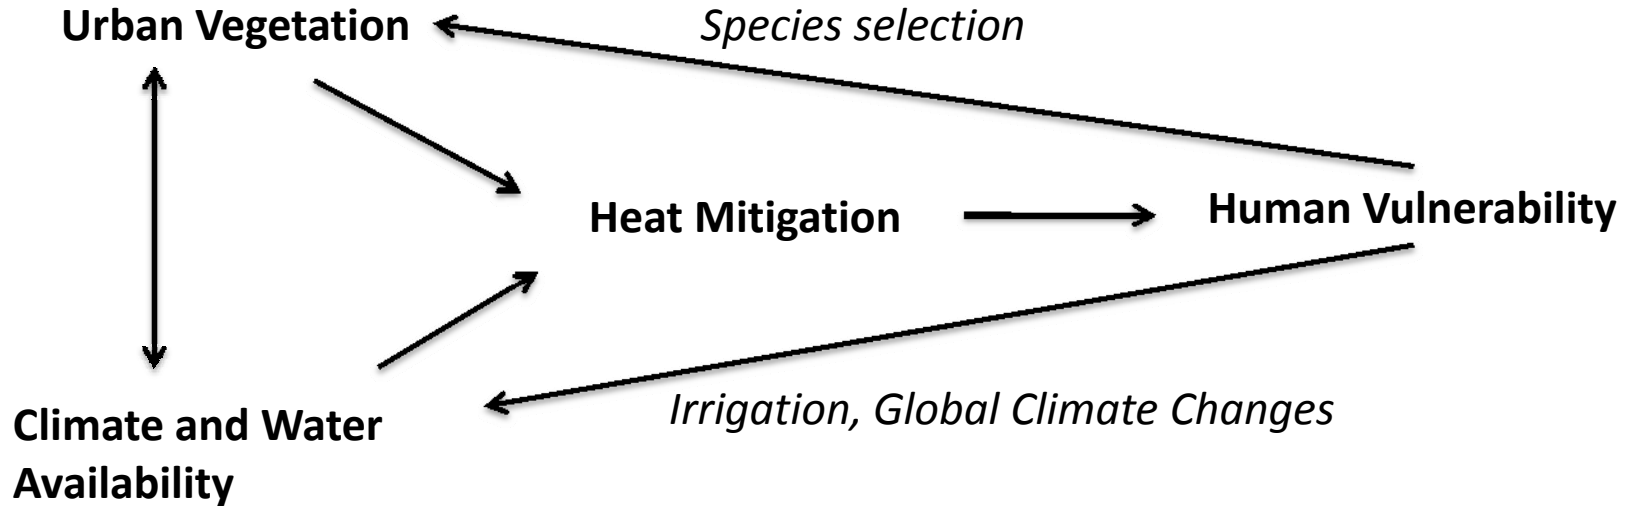 Urban Vegetation
Species selection
Heat Mitigation
Human Vulnerability
Irrigation, Global Climate Changes
Climate and Water
Availability